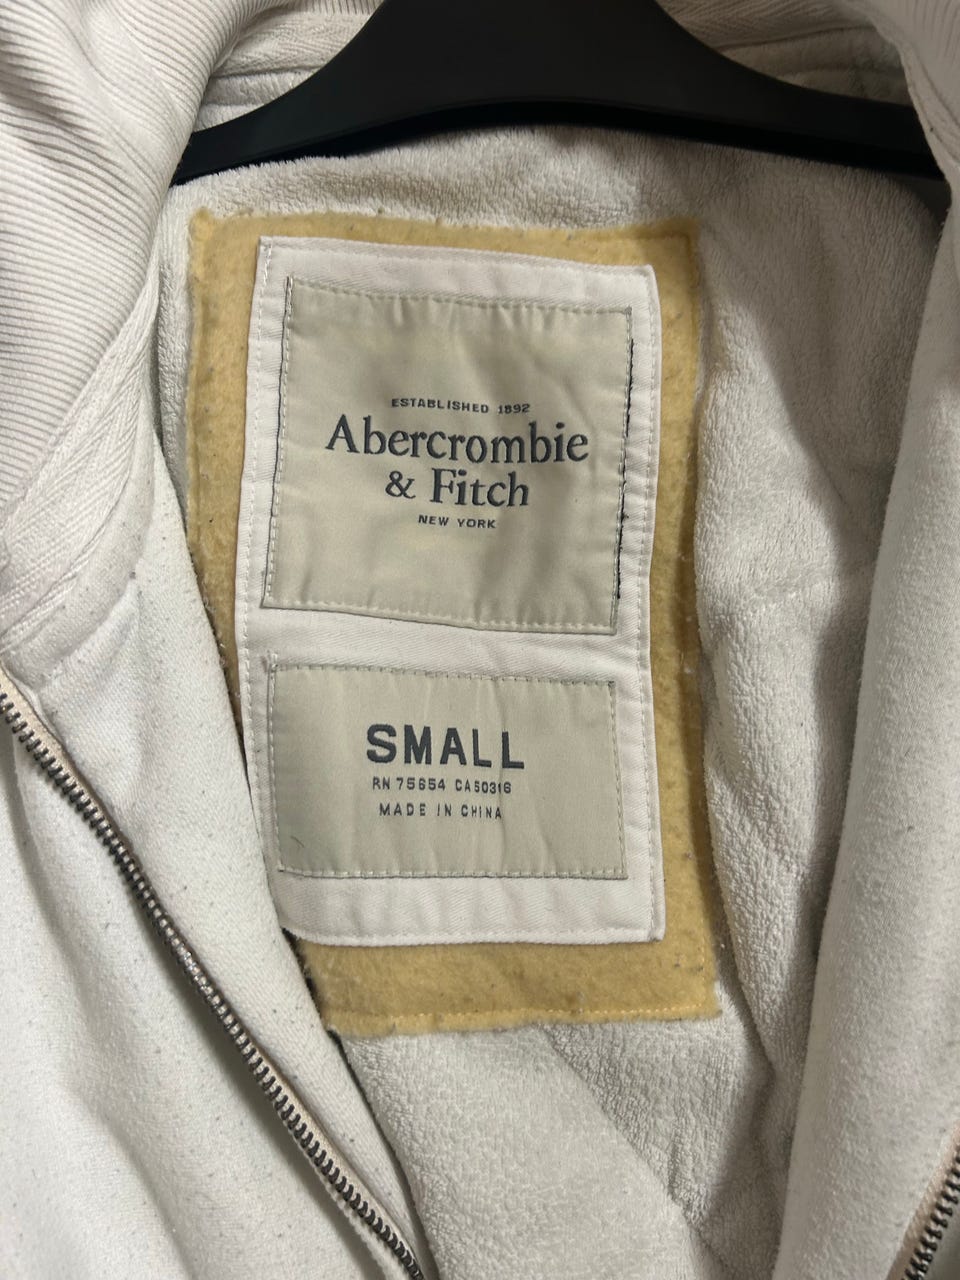 ESTABLISHED 1892
Abercrombie
& Fitch
NEW YORK
SMALL
RN 75654 CA50316
MADE IN CHINA